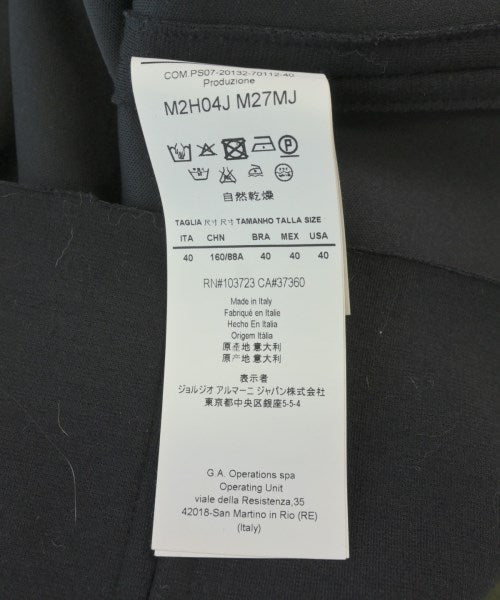 COM.PS07-20132-70112-40
Produzione
M2H04J M27MJ
自然乾燥
TAGLIA 尺寸 尺寸 TAMANHO TALLA SIZE
ITA CHN BRA MEX USA
40 160/88A 40 40 40
RN#103723 CA#37360
Made in Italy
Fabriqué en Italie
Hecho En Italia
Origem Itália
原產地 意大利
原产地 意大利
表示者
ジョルジオ アルマーニ ジャパン株式会社
東京都中央区銀座5-5-4
G.A. Operations spa
Operating Unit
viale della Resistenza,35
42018-San Martino in Rio (RE)
(Italy)